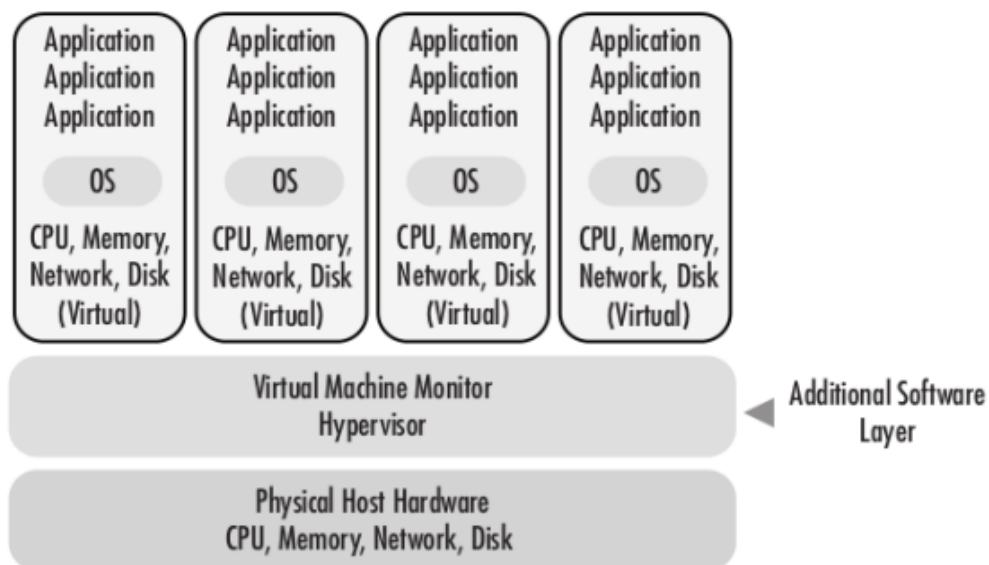 Application
Application
Application
OS
CPU, Memory,
Network, Disk
(Virtual)
Application
Application
Application
OS
CPU, Memory,
Network, Disk
(Virtual)
Application
Application
Application
OS
CPU, Memory,
Network, Disk
(Virtual)
Application
Application
Application
OS
CPU, Memory,
Network, Disk
(Virtual)
Virtual Machine Monitor
Hypervisor
Additional Software
Layer
Physical Host Hardware
CPU, Memory, Network, Disk